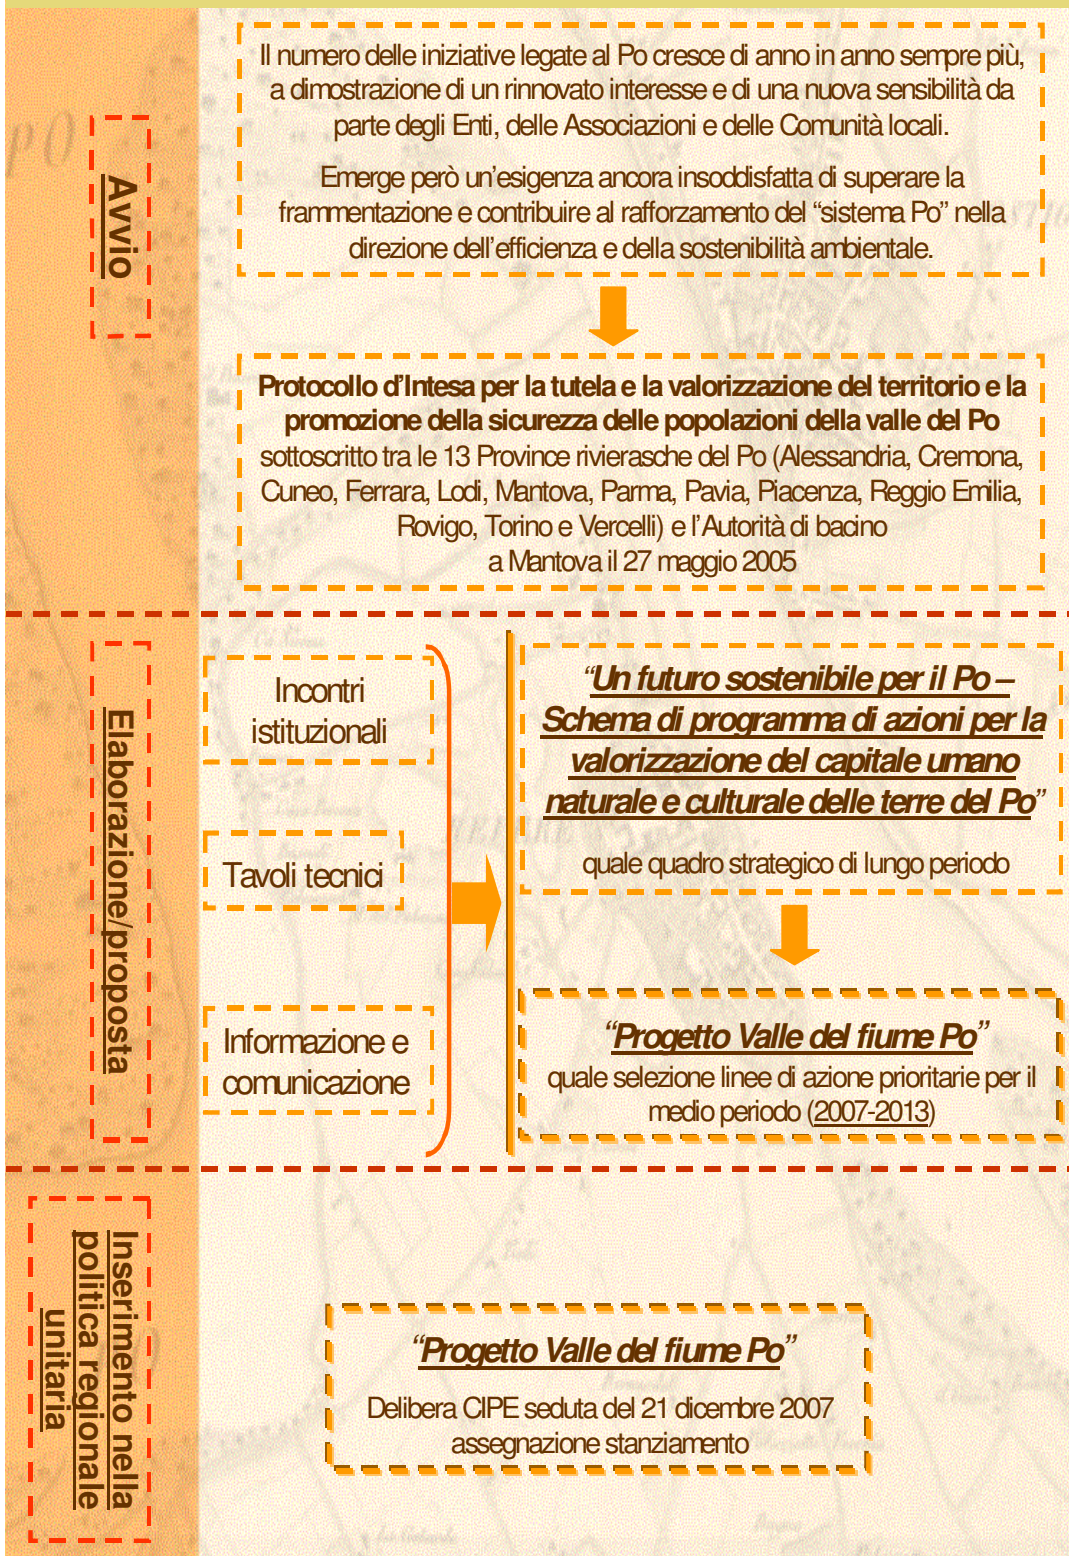 Avvio
Il numero delle iniziative legate al Po cresce di anno in anno sempre più,
a dimostrazione di un rinnovato interesse e di una nuova sensibilità da
parte degli Enti, delle Associazioni e delle Comunità locali.
Emerge però un'esigenza ancora insoddisfatta di superare la
frammentazione e contribuire al rafforzamento del "sistema Po" nella
direzione dell'efficienza e della sostenibilità ambientale.
Protocollo d'Intesa per la tutela e la valorizzazione del territorio e la
promozione della sicurezza delle popolazioni della valle del Po
sottoscritto tra le 13 Province rivierasche del Po (Alessandria, Cremona,
Cuneo, Ferrara, Lodi, Mantova, Parma, Pavia, Piacenza, Reggio Emilia,
Rovigo, Torino e Vercelli) e l'Autorità di bacino
a Mantova il 27 maggio 2005
Elaborazione/proposta
Incontri
istituzionali
Tavoli tecnici
Informazione e
comunicazione
"Un futuro sostenibile per il Po –
Schema di programma di azioni per la
valorizzazione del capitale umano
naturale e culturale delle terre del Po"
quale quadro strategico di lungo periodo
"Progetto Valle del fiume Po"
quale selezione linee di azione prioritarie per il
medio periodo (2007-2013)
Inserimento nella
politica regionale
unitaria
"Progetto Valle del fiume Po"
Delibera CIPE seduta del 21 dicembre 2007
assegnazione stanziamento